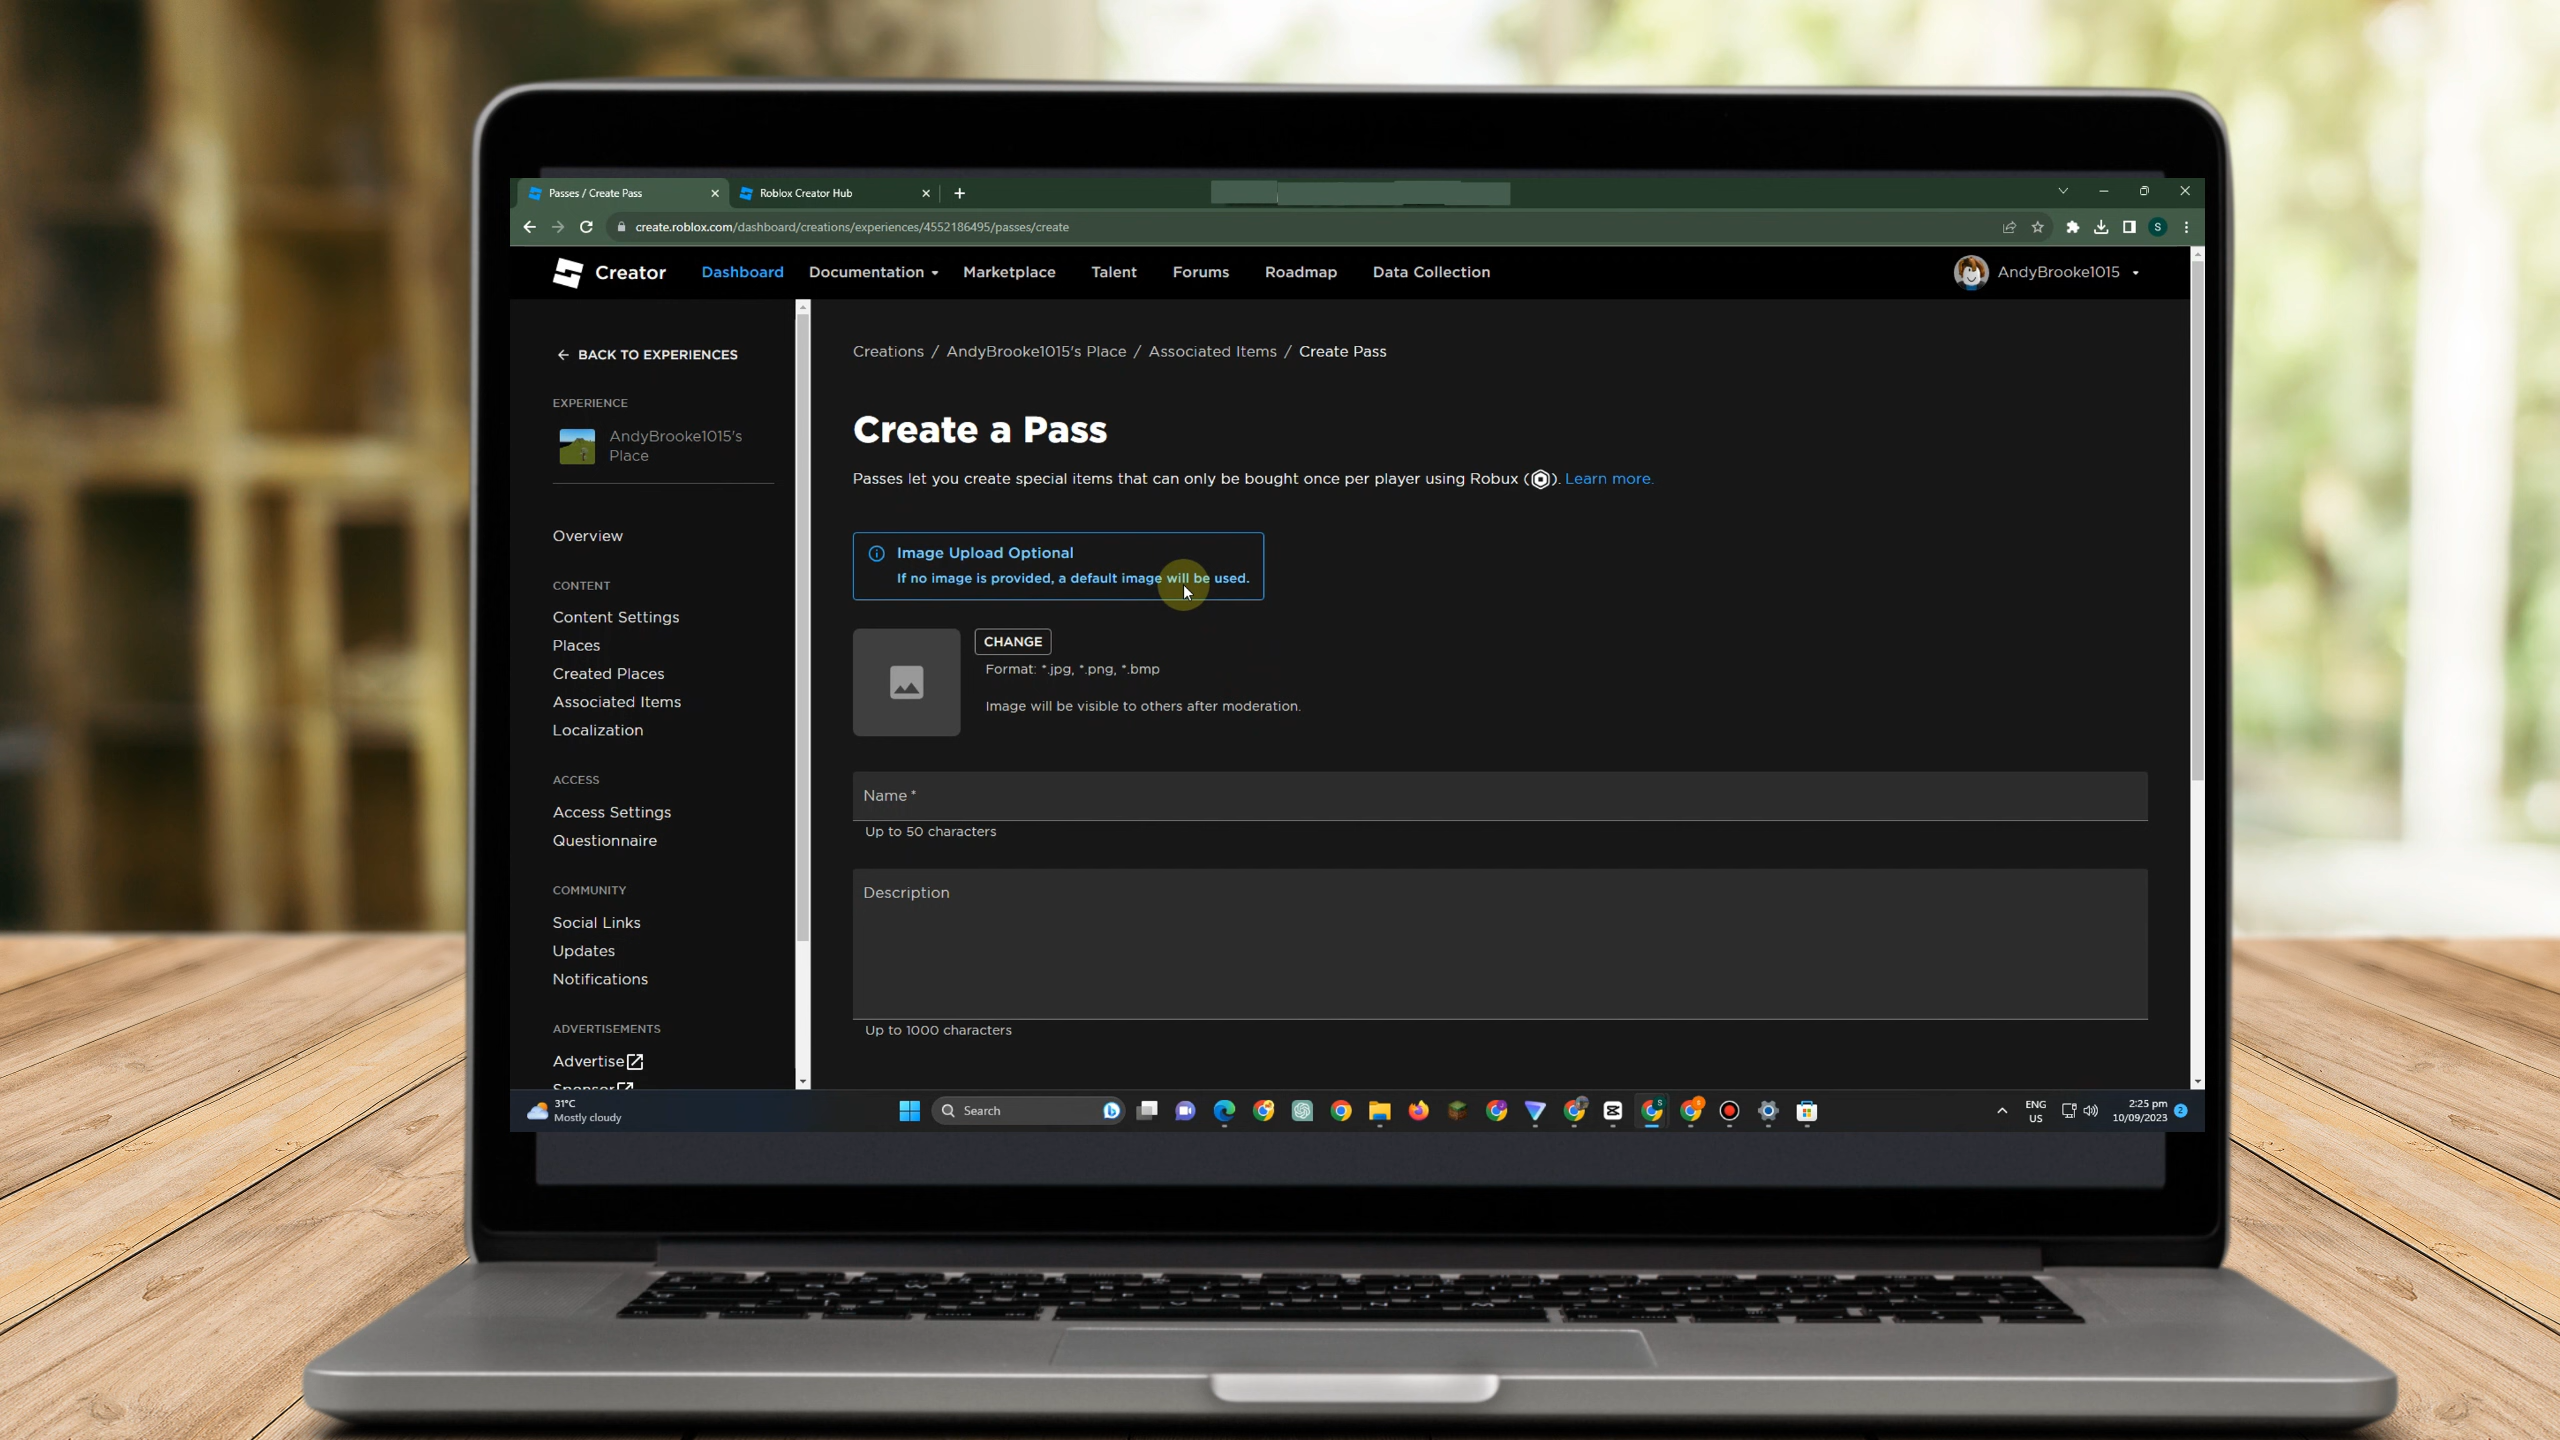 Passes / Create Pass
Roblox Creator Hub
create.roblox.com/dashboard/creations/experiences/4552186495/passes/create
S
Creator
Dashboard
Documentation
Marketplace
Talent
Forums
Roadmap
Data Collection
AndyBrooke1015
BACK TO EXPERIENCES
EXPERIENCE
AndyBrooke1015's
Place
Overview
CONTENT
Content Settings
Places
Created Places
Associated Items
Localization
ACCESS
Access Settings
Questionnaire
COMMUNITY
Social Links
Updates
Notifications
ADVERTISEMENTS
Advertise
Sponsor
Creations / AndyBrooke1015's Place / Associated Items / Create Pass
Create a Pass
Passes let you create special items that can only be bought once per player using Robux ( ). Learn more.
Image Upload Optional
If no image is provided, a default image will be used.
CHANGE
Format: *.jpg, *.png, *.bmp
Image will be visible to others after moderation.
Name *
Up to 50 characters
Description
Up to 1000 characters
31°C
Mostly cloudy
Search
ENG
US
2:25 pm
10/09/2023
2